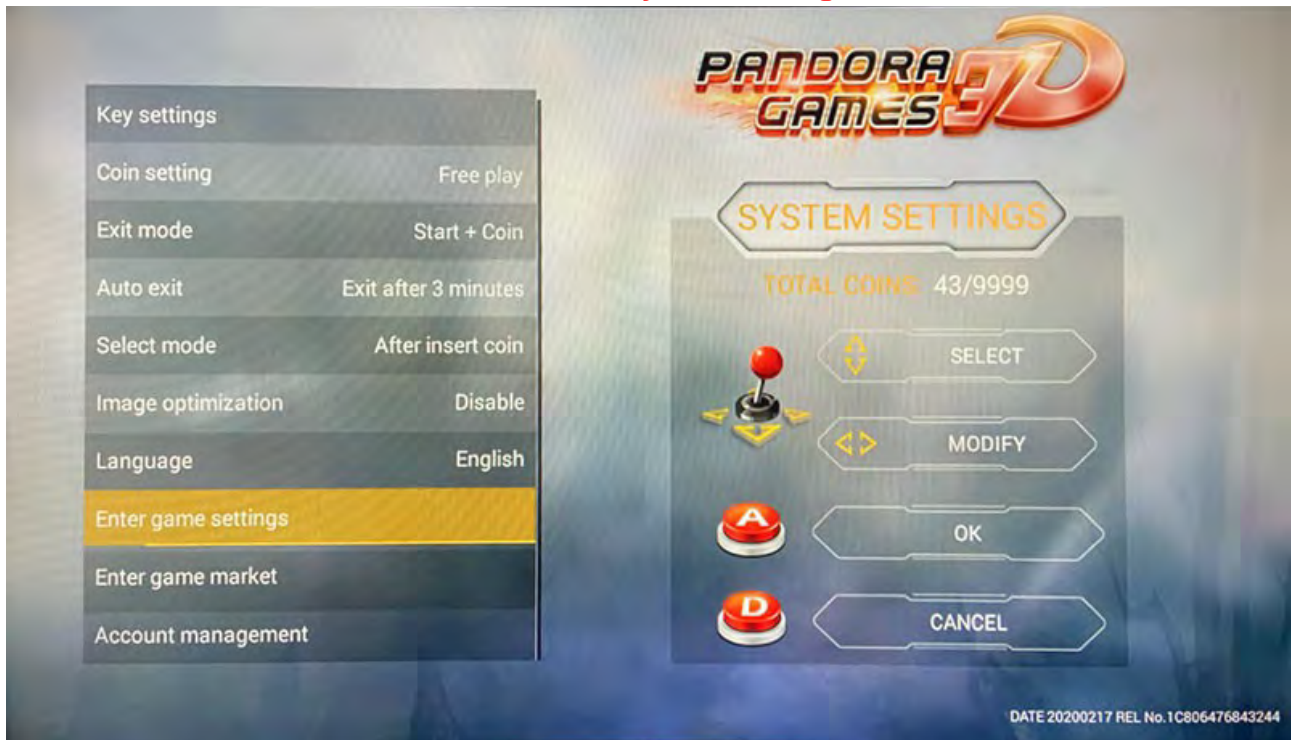 PANDORA
GAMES 3D
Key settings
Coin setting Free play
Exit mode Start + Coin
Auto exit Exit after 3 minutes
Select mode After insert coin
Image optimization Disable
Language English
Enter game settings
Enter game market
Account management
SYSTEM SETTINGS
TOTAL COINS: 43/9999
SELECT
MODIFY
A OK
D CANCEL
DATE 20200217 REL No.1C806476843244